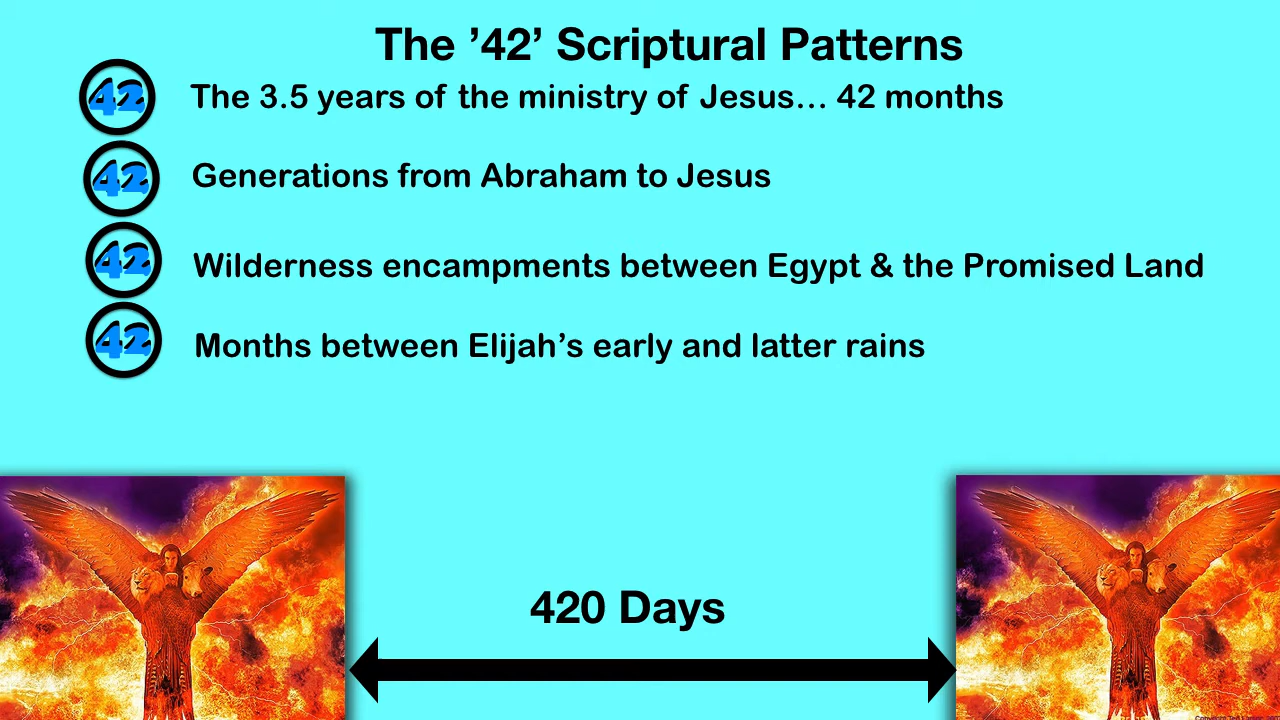 The ’42’ Scriptural Patterns
42 The 3.5 years of the ministry of Jesus... 42 months
42 Generations from Abraham to Jesus
42 Wilderness encampments between Egypt & the Promised Land
42 Months between Elijah’s early and latter rains
420 Days